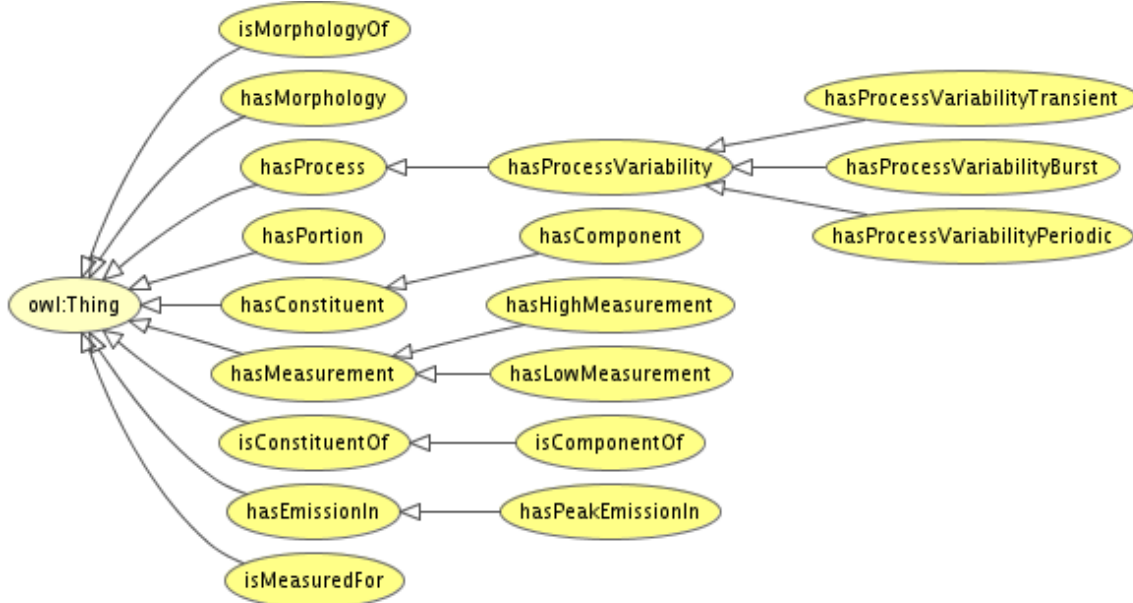 isMorphologyOf
hasMorphology
hasProcessVariabilityTransient
hasProcess
hasProcessVariability
hasProcessVariabilityBurst
hasPortion
hasComponent
hasProcessVariabilityPeriodic
owl:Thing
hasConstituent
hasHighMeasurement
hasMeasurement
hasLowMeasurement
isConstituentOf
isComponentOf
hasEmissionIn
hasPeakEmissionIn
isMeasuredFor